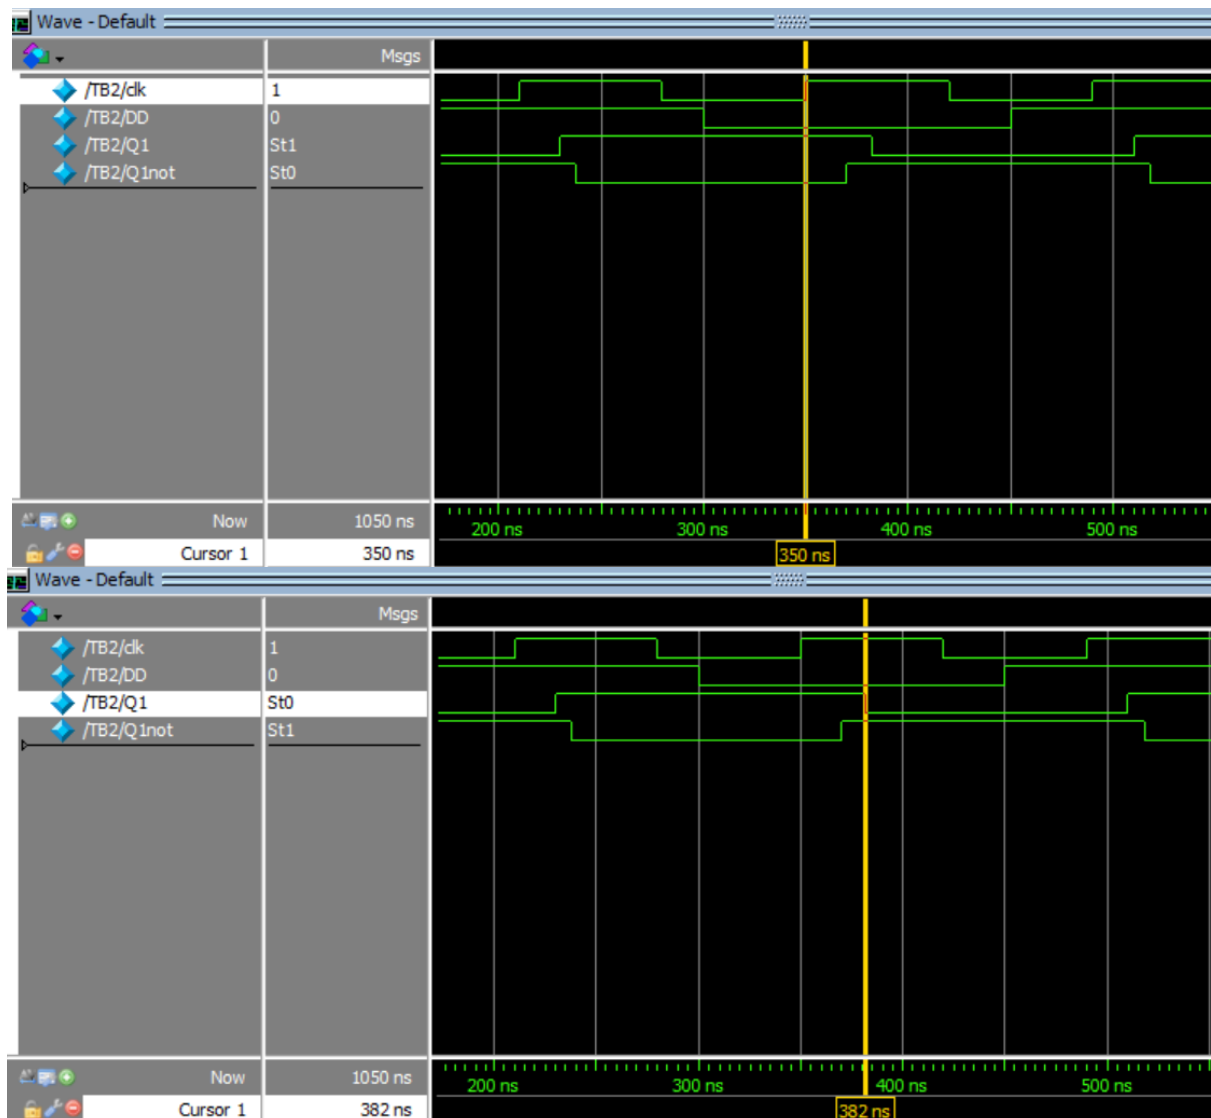 Wave - Default
Msgs
/TB2/clk 1
/TB2/DD 0
/TB2/Q1 St1
/TB2/Q1not St0
Now 1050 ns 200 ns 300 ns 400 ns 500 ns
Cursor 1 350 ns 350 ns
Wave - Default
Msgs
/TB2/clk 1
/TB2/DD 0
/TB2/Q1 St0
/TB2/Q1not St1
Now 1050 ns 200 ns 300 ns 400 ns 500 ns
Cursor 1 382 ns 382 ns